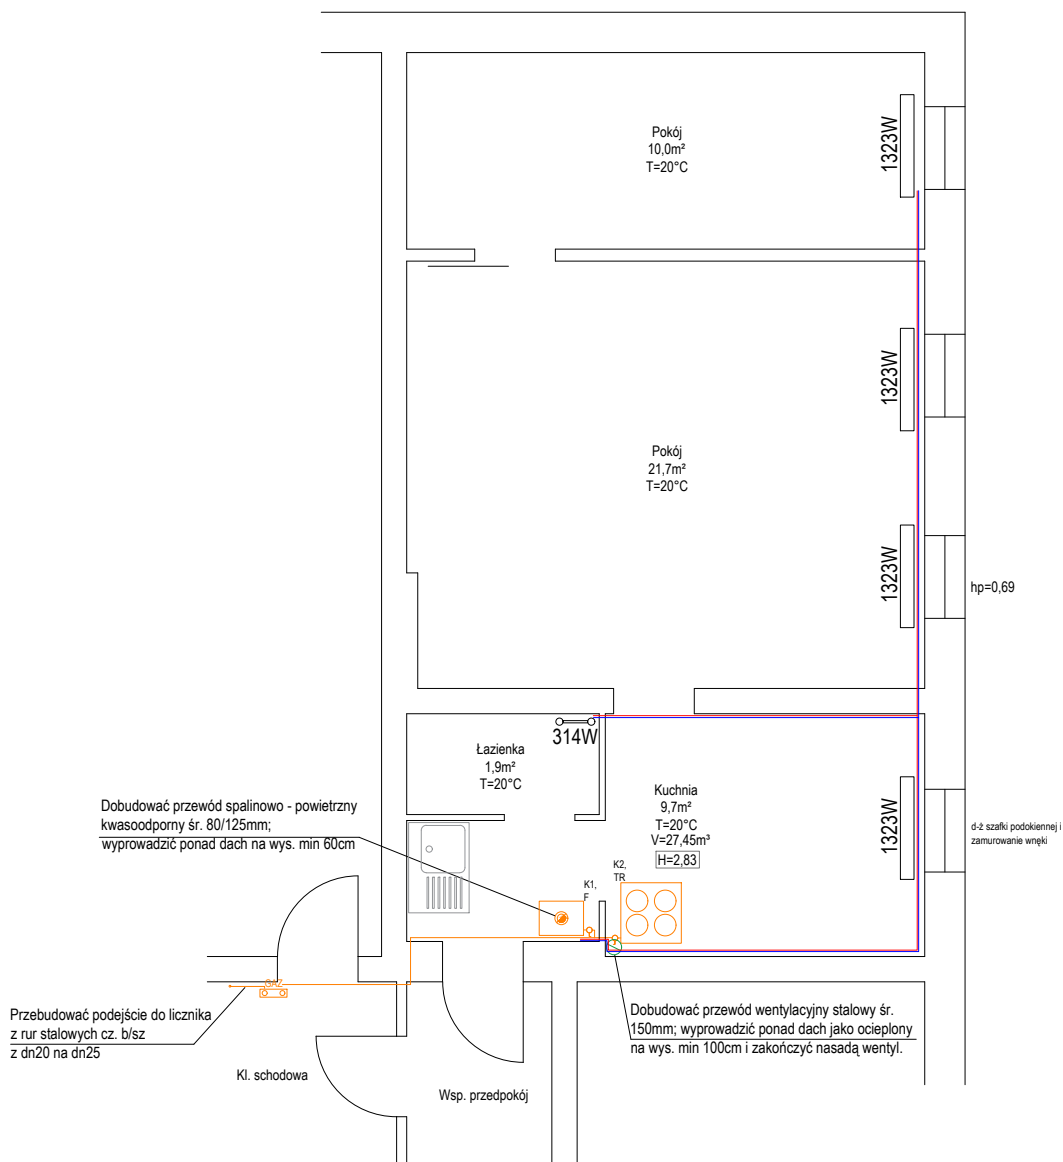 Pokój
10,0m²
T=20°C
1323W
1323W
Pokój
21,7m²
T=20°C
1323W
hp=0,69
314W
Łazienka
1,9m²
T=20°C
Kuchnia
9,7m²
T=20°C
V=27,45m³
H=2,83
1323W
d-ż szafki podokiennej i
zamurowanie wnęki
Dobudować przewód spalinowo - powietrzny
kwasoodporny śr. 80/125mm;
wyprowadzić ponad dach na wys. min 60cm
K2,
TR
K1,
F
GAZ
Przebudować podejście do licznika
z rur stalowych cz. b/sz
z dn20 na dn25
Dobudować przewód wentylacyjny stalowy śr.
150mm; wyprowadzić ponad dach jako ocieplony
na wys. min 100cm i zakończyć nasadą wentyl.
Kl. schodowa
Wsp. przedpokój